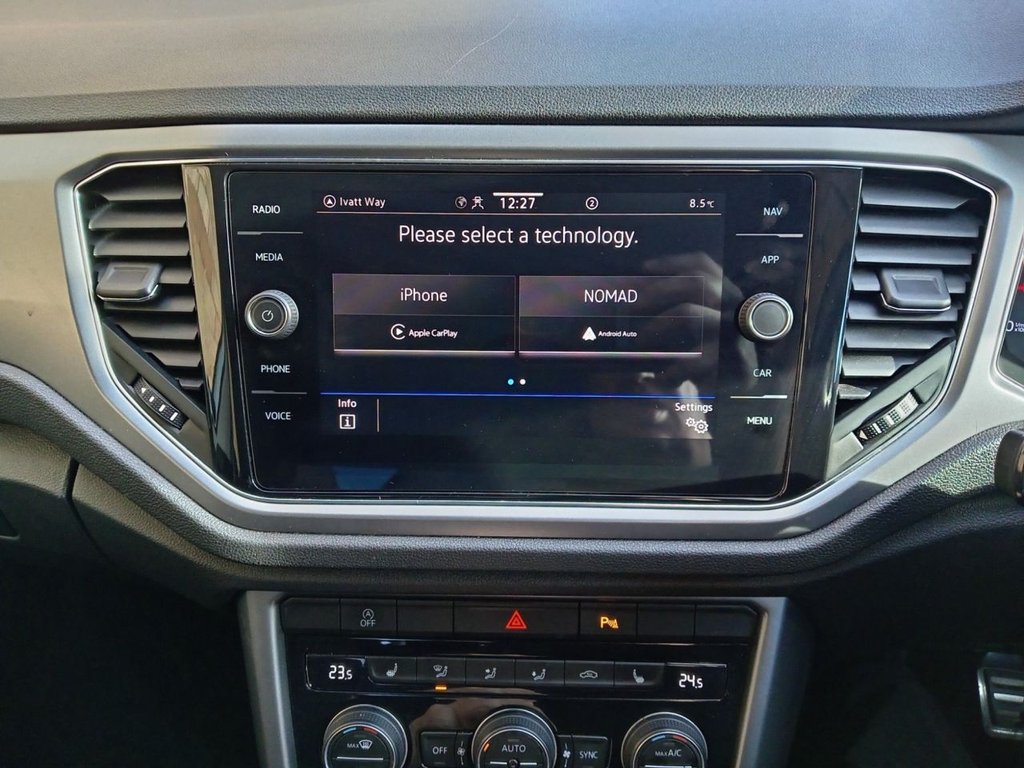 RADIO
MEDIA
PHONE
VOICE
Ivatt Way
12:27
2
8.5°C
Please select a technology.
iPhone
Apple CarPlay
NOMAD
Android Auto
Info
i
Settings
NAV
APP
CAR
MENU
A OFF
P
23.5
24.5
MAX
OFF
AUTO
SYNC
MAX A/C